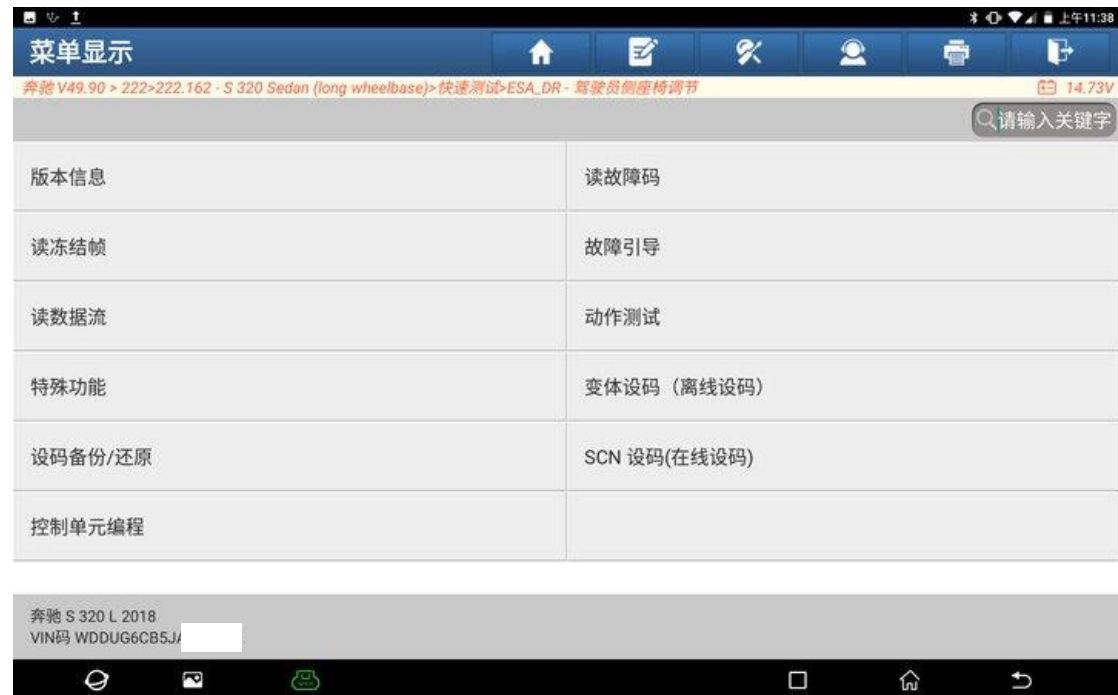 上午11:38
菜单显示
奔驰 V49.90 > 222>222.162 - S 320 Sedan (long wheelbase)>快速测试>ESA_DR - 驾驶员侧座椅调节
14.73V
请输入关键字
版本信息
读故障码
读冻结帧
故障引导
读数据流
动作测试
特殊功能
变体设码（离线设码）
设码备份/还原
SCN 设码(在线设码)
控制单元编程
奔驰 S 320 L 2018
VIN码 WDDUG6CB5JA